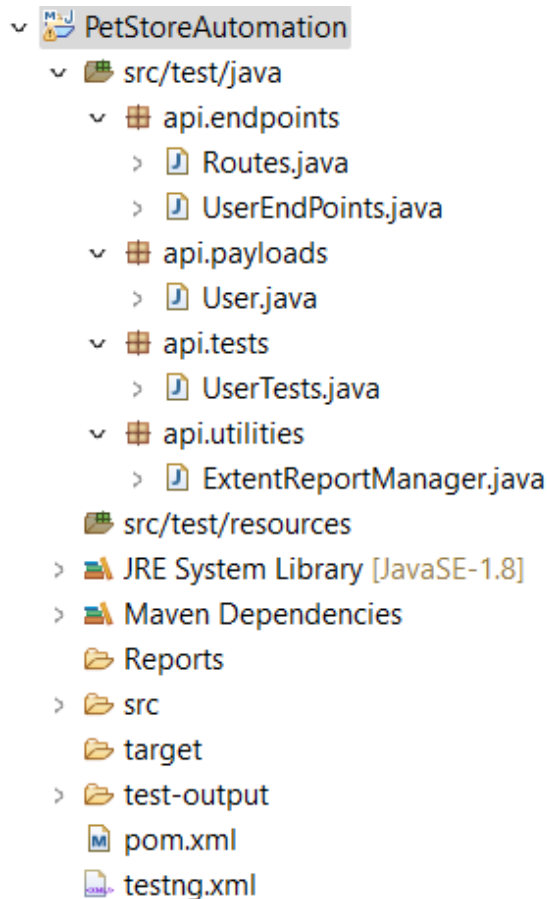 PetStoreAutomation
src/test/java
api.endpoints
Routes.java
UserEndPoints.java
api.payloads
User.java
api.tests
UserTests.java
api.utilities
ExtentReportManager.java
src/test/resources
JRE System Library [JavaSE-1.8]
Maven Dependencies
Reports
src
target
test-output
pom.xml
testng.xml